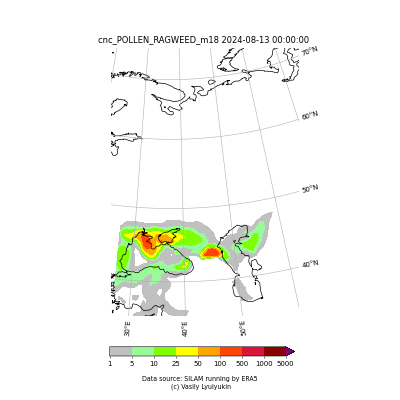 cnc_POLLEN_RAGWEED_m18 2024-08-13 00:00:00
70°N
60°N
50°N
40°N
30°E
40°E
50°E
1 5 10 25 50 100 500 1000 5000
Data source: SILAM running by ERA5
(c) Vasily Lyulyukin